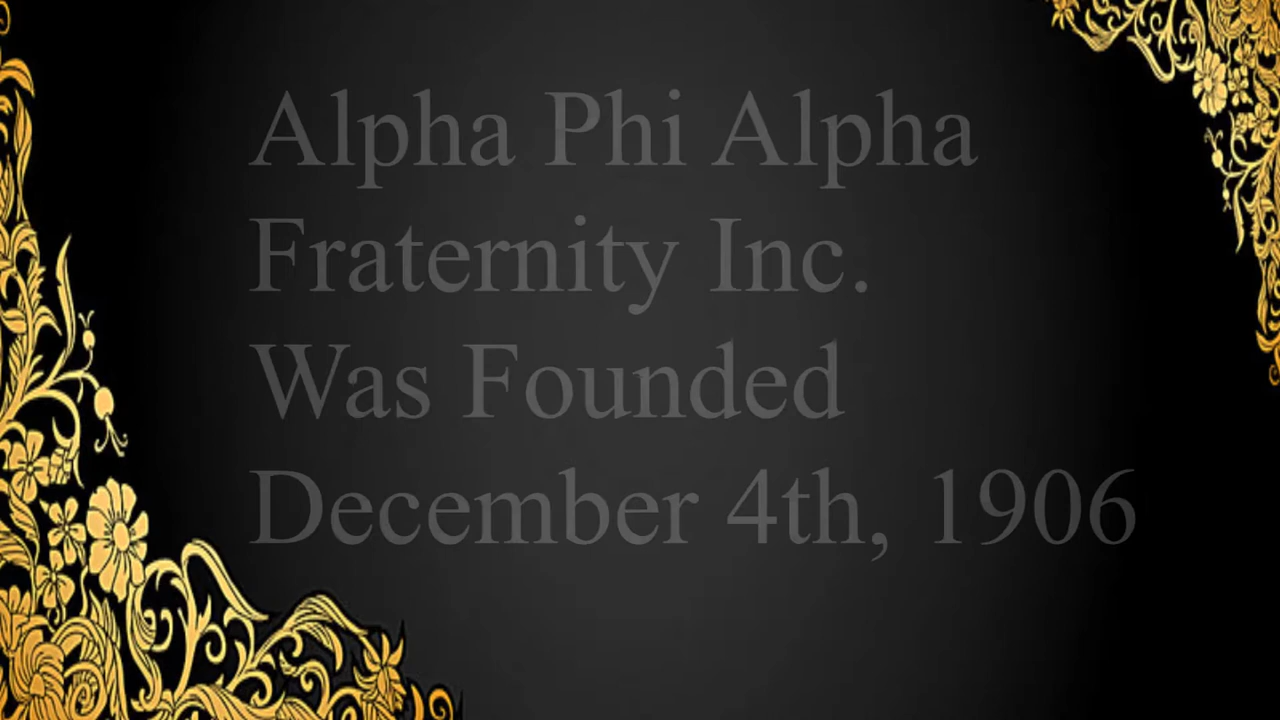 Alpha Phi Alpha
Fraternity Inc.
Was Founded
December 4th, 1906